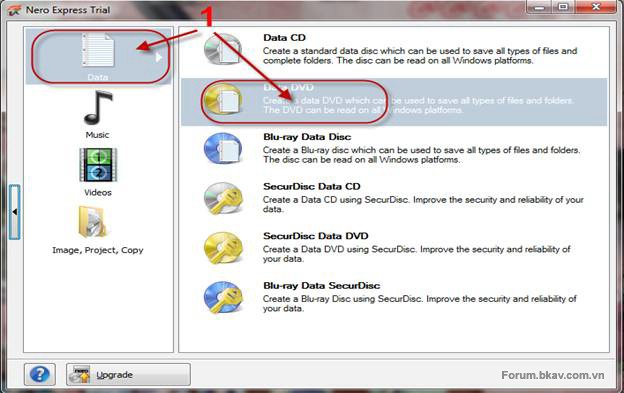 Nero Express Trial
1
Data
Music
Videos
Image, Project, Copy
Data CD
Create a standard data disc which can be used to save all types of files and
complete folders. The disc can be read on all Windows platforms.
Data DVD
Create a data DVD which can be used to save all types of files and folders.
The DVD can be read on all Windows platforms.
Blu-ray Data Disc
Create a Blu-ray disc which can be used to save all types of files and folders.
The disc can be read on all Windows platforms.
SecurDisc Data CD
Create a Data CD using SecurDisc. Improve the security and reliability of your
data.
SecurDisc Data DVD
Create a Data DVD using SecurDisc. Improve the security and reliability of
your data.
Blu-ray Data SecurDisc
Create a Blu-ray Disc using SecurDisc. Improve the security and reliability of
your data.
?
nero
Upgrade
Forum.bkav.com.vn